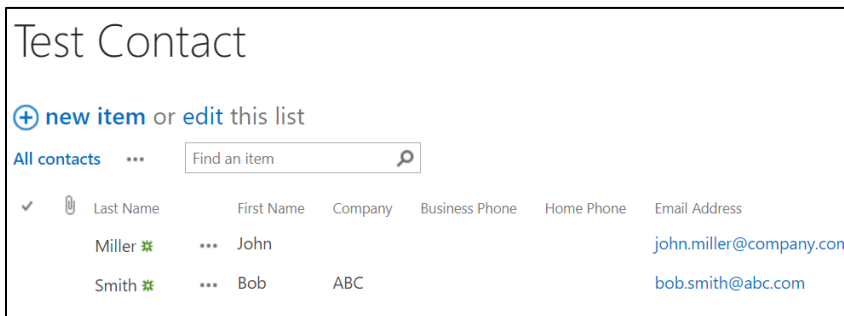 Test Contact
new item or edit this list
All contacts ... Find an item
Last Name First Name Company Business Phone Home Phone Email Address
Miller ... John john.miller@company.com
Smith ... Bob ABC bob.smith@abc.com